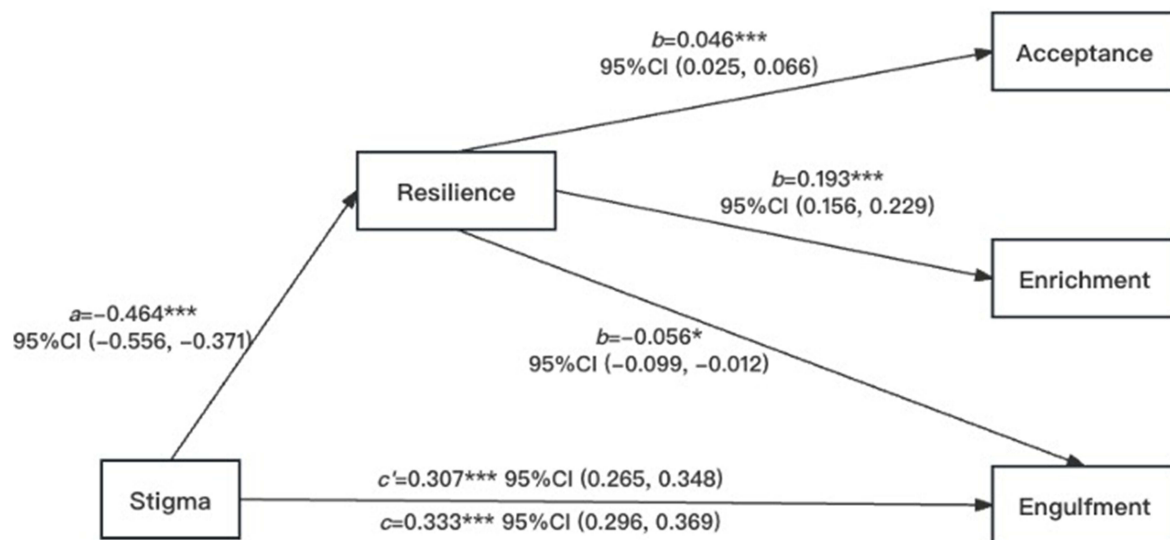 b=0.046***
95%CI (0.025, 0.066)
Acceptance
Resilience
b=0.193***
95%CI (0.156, 0.229)
Enrichment
a=−0.464***
95%CI (−0.556, −0.371)
b=−0.056*
95%CI (−0.099, −0.012)
Stigma
c'=0.307*** 95%CI (0.265, 0.348)
c=0.333*** 95%CI (0.296, 0.369)
Engulfment